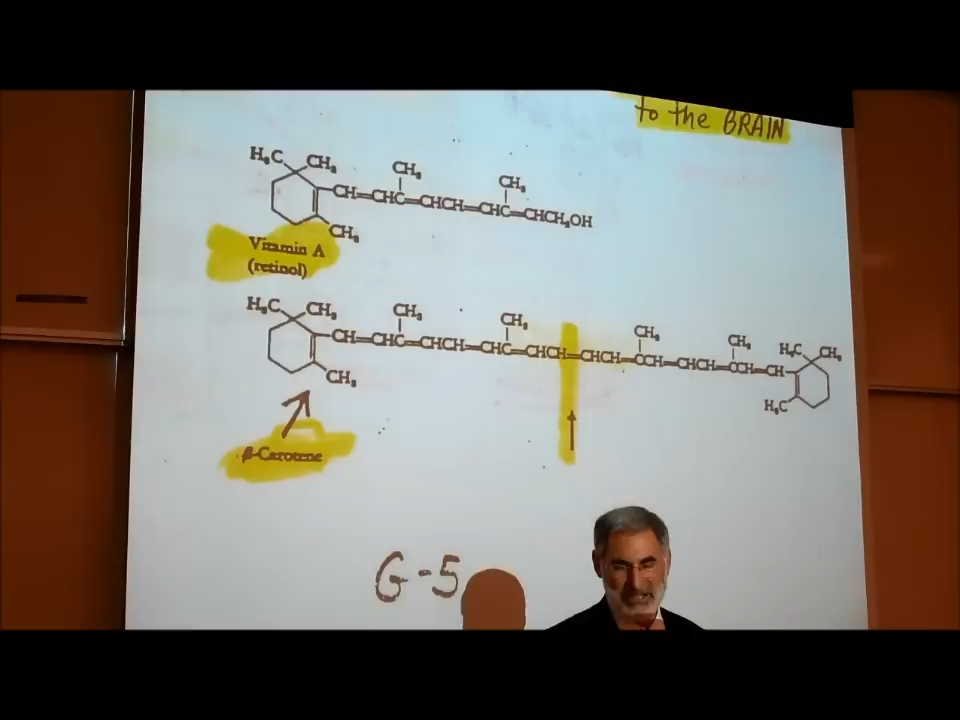 to the BRAIN
H₃C CH₃ CH₃ CH₃
CH=CHC=CHCH=CHC=CHCH₂OH
CH₃
Vitamin A
(retinol)
H₃C CH₃ CH₃ CH₃ CH₃ CH₃ H₃C CH₃
CH=CHC=CHCH=CHC=CHCH=CHCH=CCH=CHCH=CCH=CH
CH₃ H₃C
β-Carotene
G-5